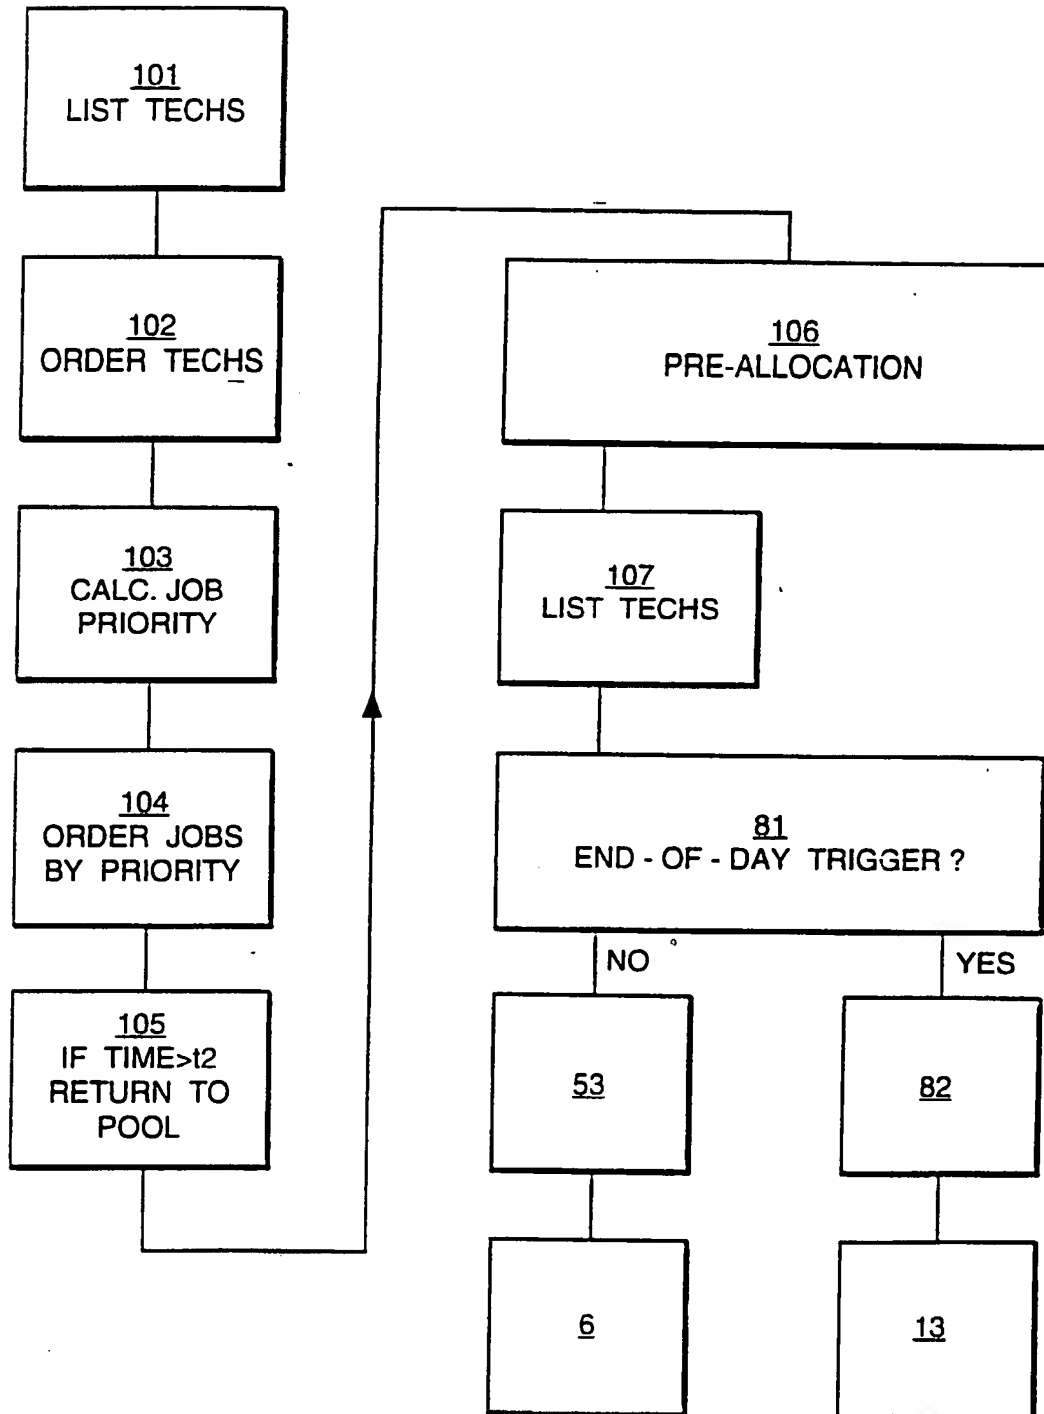 101
LIST TECHS
102
ORDER TECHS
103
CALC. JOB
PRIORITY
104
ORDER JOBS
BY PRIORITY
105
IF TIME>t2
RETURN TO
POOL
106
PRE-ALLOCATION
107
LIST TECHS
81
END - OF - DAY TRIGGER ?
NO
YES
53
82
6
13